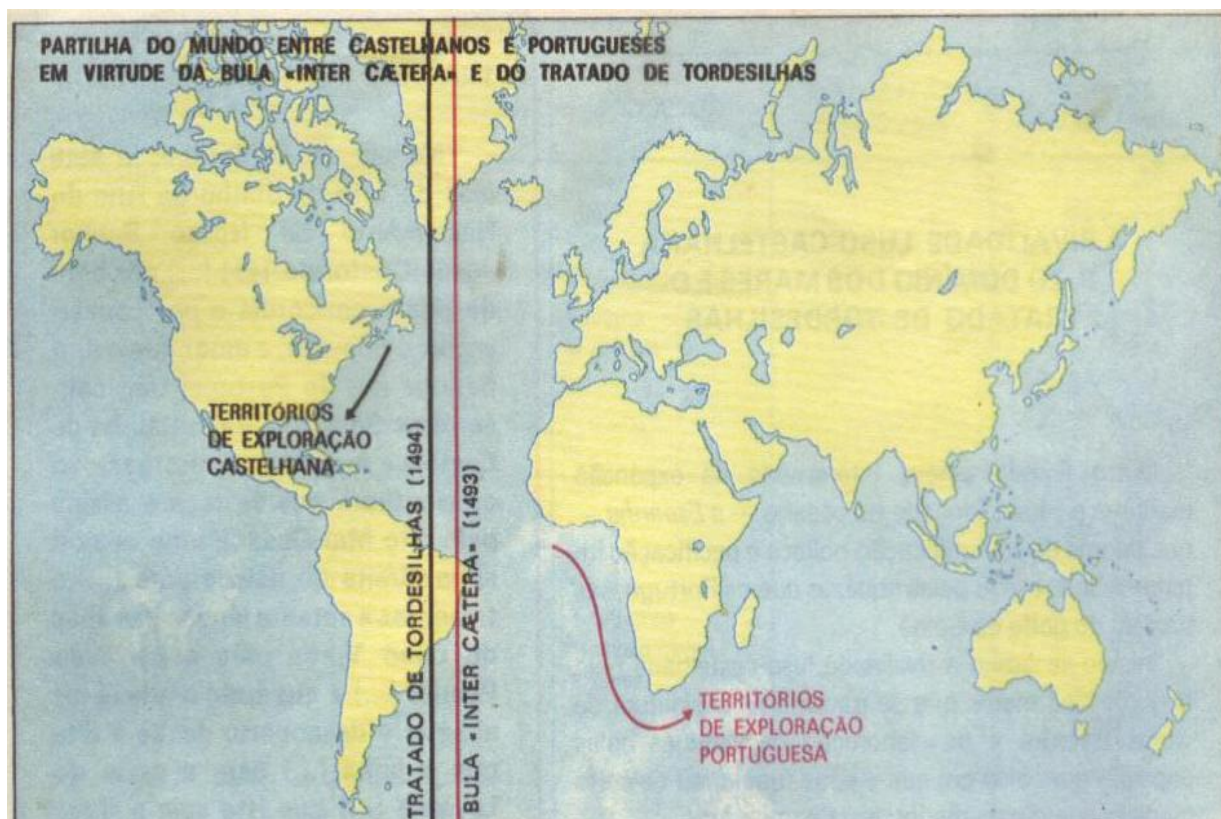 PARTILHA DO MUNDO ENTRE CASTELHANOS E PORTUGUESES
EM VIRTUDE DA BULA «INTER CÆTERA» E DO TRATADO DE TORDESILHAS
TERRITÓRIOS
DE EXPLORAÇÃO
CASTELHANA
TRATADO DE TORDESILHAS (1494)
BULA «INTER CÆTERA» (1493)
TERRITÓRIOS
DE EXPLORAÇÃO
PORTUGUESA